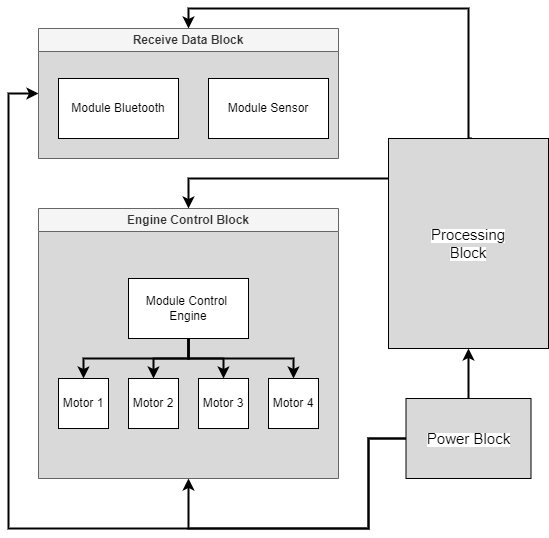 Receive Data Block
Module Bluetooth
Module Sensor
Engine Control Block
Module Control
Engine
Motor 1
Motor 2
Motor 3
Motor 4
Processing
Block
Power Block